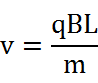 v = qBL/m